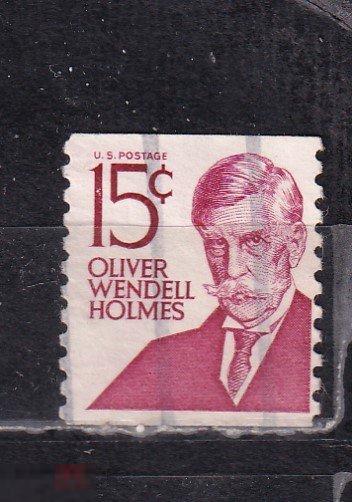 U.S. POSTAGE
15¢
OLIVER
WENDELL
HOLMES